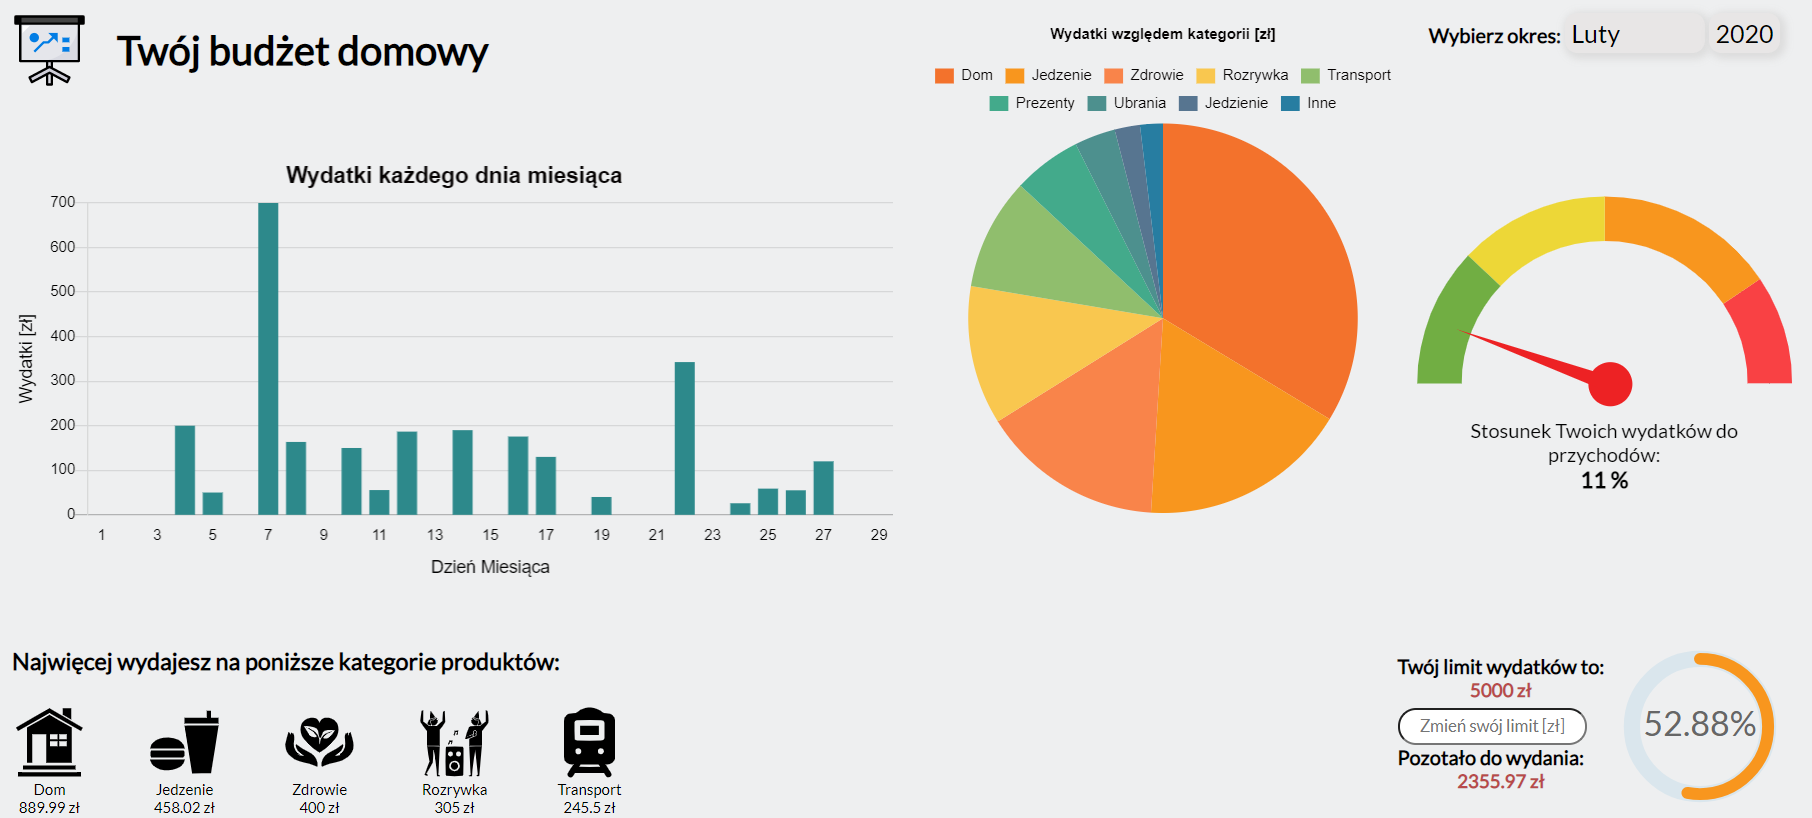 Twój budżet domowy
Wydatki każdego dnia miesiąca
Wydatki [zł]
700
600
500
400
300
200
100
0
1 3 5 7 9 11 13 15 17 19 21 23 25 27 29
Dzień Miesiąca
Wydatki względem kategorii [zł]
Dom Jedzenie Zdrowie Rozrywka Transport
Prezenty Ubrania Jedzienie Inne
Wybierz okres: Luty 2020
Stosunek Twoich wydatków do
przychodów:
11 %
Najwięcej wydajesz na poniższe kategorie produktów:
Dom
889.99 zł
Jedzenie
458.02 zł
Zdrowie
400 zł
Rozrywka
305 zł
Transport
245.5 zł
Twój limit wydatków to:
5000 zł
Zmień swój limit [zł]
Pozotało do wydania:
2355.97 zł
52.88%